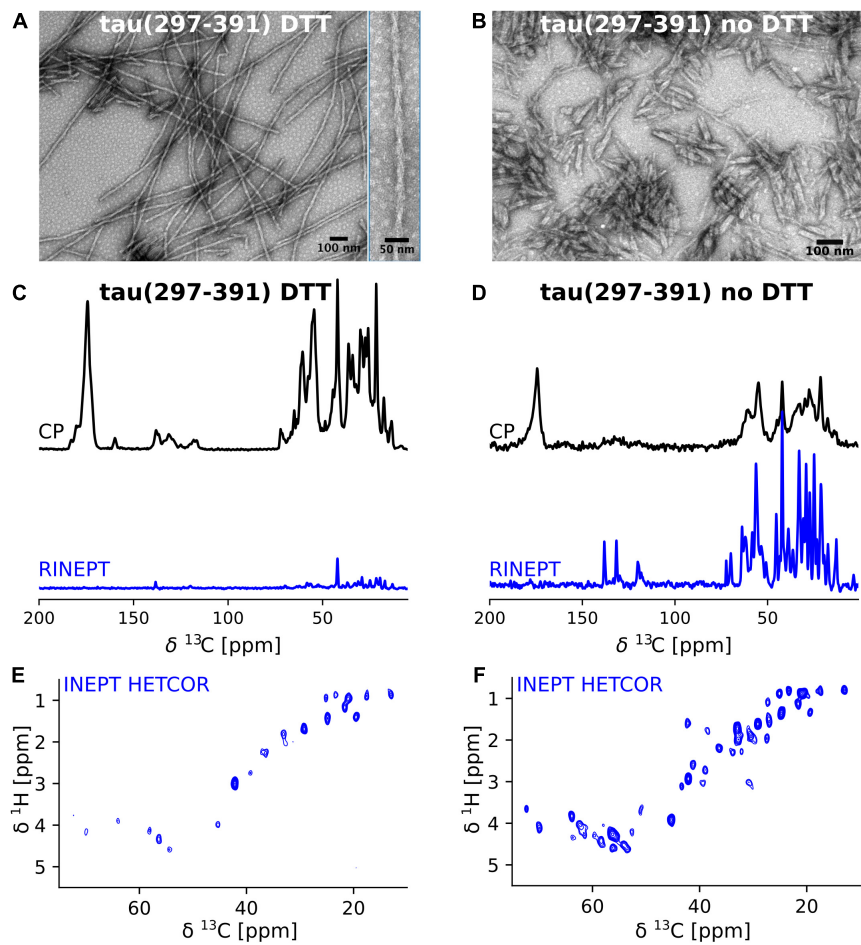 A
tau(297-391) DTT
100 nm
50 nm
B
tau(297-391) no DTT
100 nm
C
tau(297-391) DTT
CP
RINEPT
200
150
100
50
δ ¹³C [ppm]
D
tau(297-391) no DTT
CP
RINEPT
200
150
100
50
δ ¹³C [ppm]
E
INEPT HETCOR
1
2
3
4
5
δ ¹H [ppm]
60
40
20
δ ¹³C [ppm]
F
INEPT HETCOR
1
2
3
4
5
δ ¹H [ppm]
60
40
20
δ ¹³C [ppm]